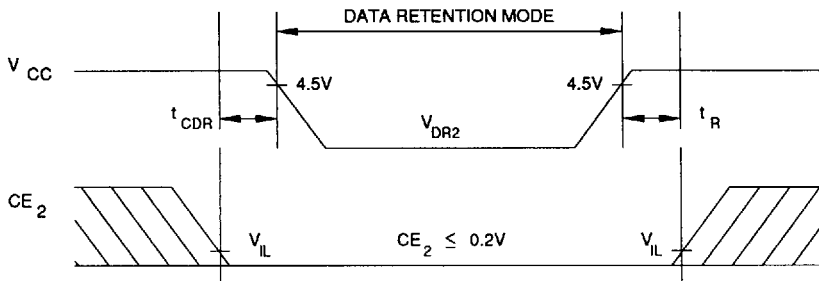 DATA RETENTION MODE
V CC
4.5V
4.5V
t CDR
V DR2
t R
CE 2
V IL
CE 2 ≤ 0.2V
V IL